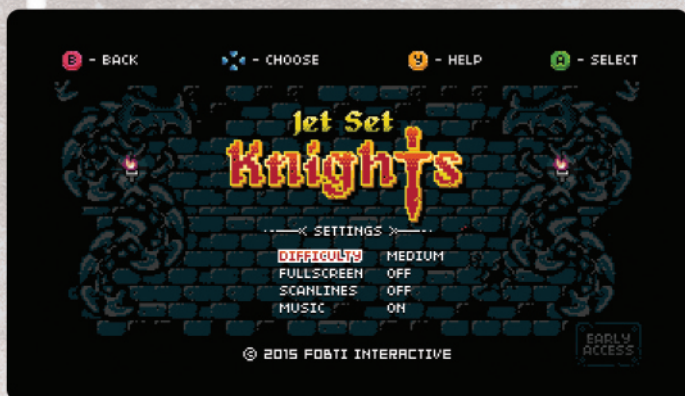 B - BACK
- CHOOSE
Y - HELP
A - SELECT
Jet Set
Knights
SETTINGS
DIFFICULTY MEDIUM
FULLSCREEN OFF
SCANLINES OFF
MUSIC ON
© 2015 FOBTI INTERACTIVE
EARLY
ACCESS